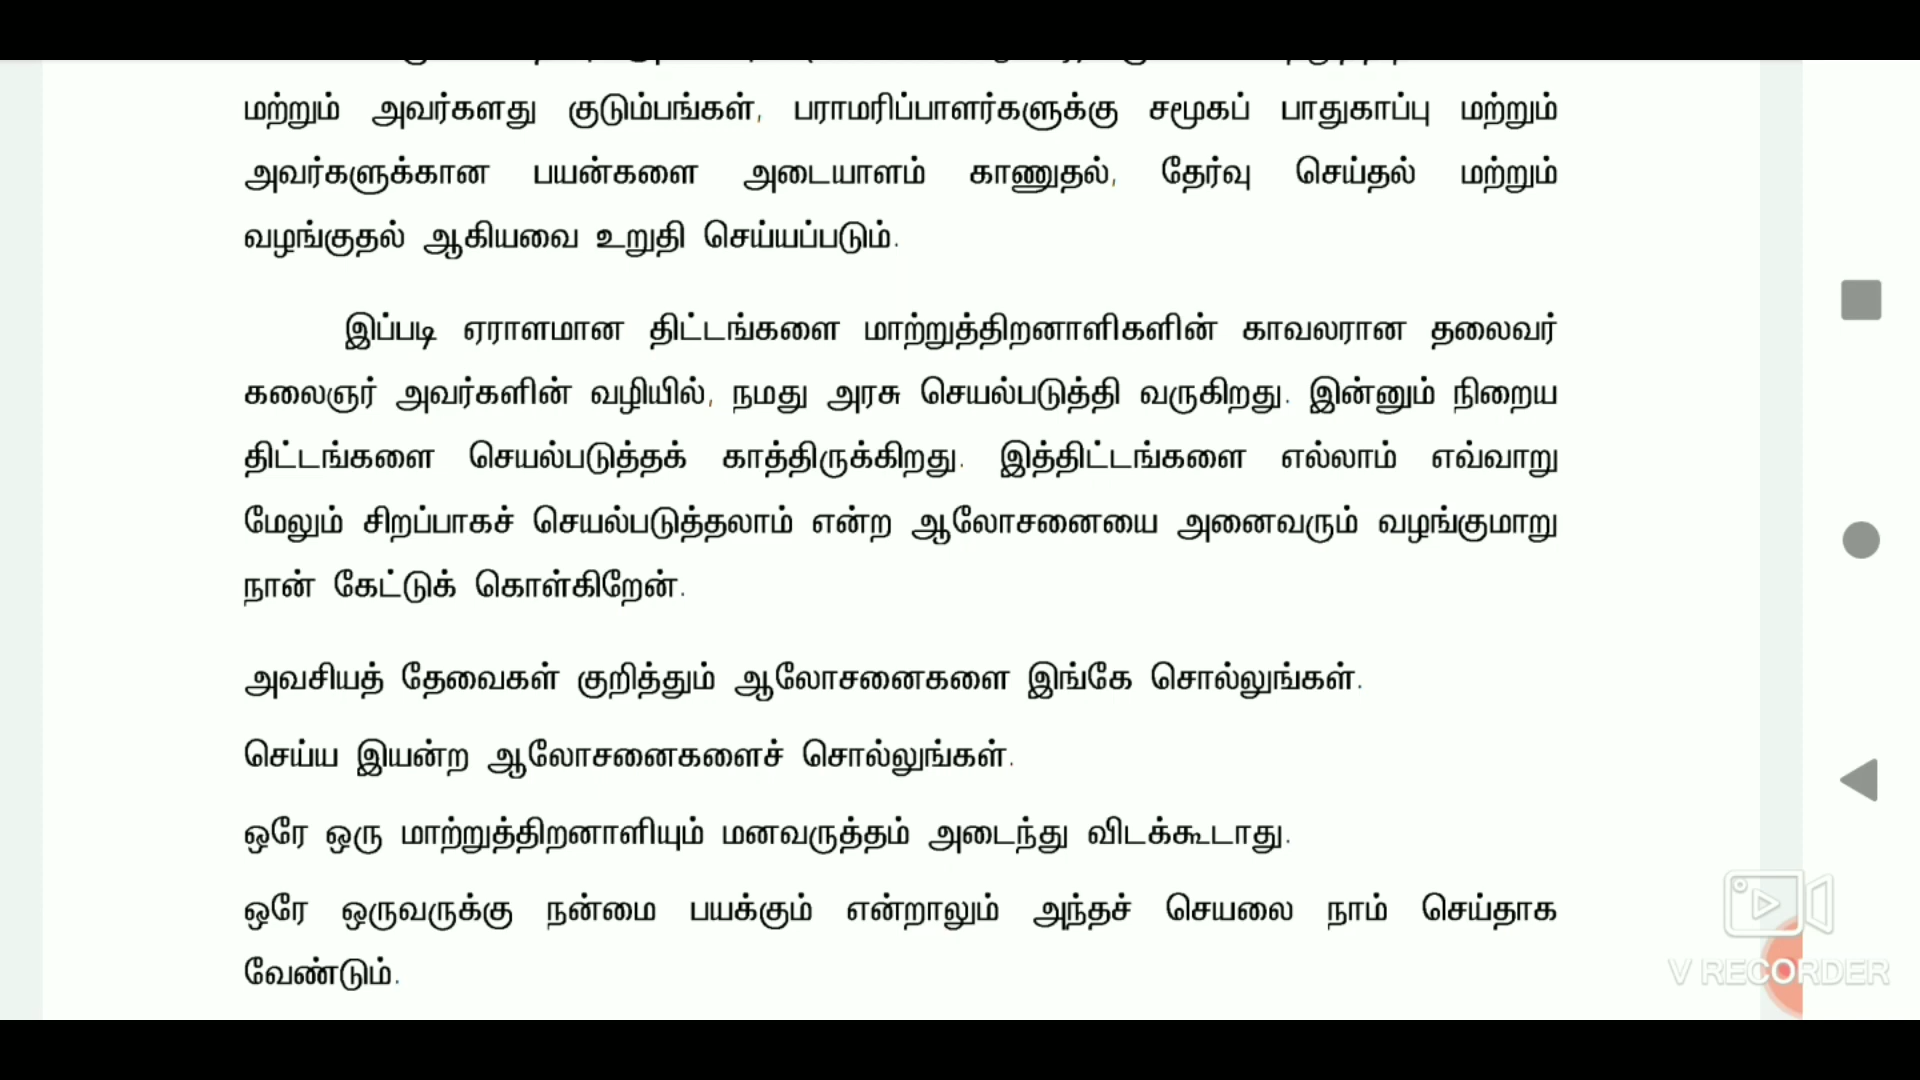 மற்றும் அவர்களது குடும்பங்கள், பராமரிப்பாளர்களுக்கு சமூகப் பாதுகாப்பு மற்றும்
அவர்களுக்கான பயன்களை அடையாளம் காணுதல், தேர்வு செய்தல் மற்றும்
வழங்குதல் ஆகியவை உறுதி செய்யப்படும்.
இப்படி ஏராளமான திட்டங்களை மாற்றுத்திறனாளிகளின் காவலரான தலைவர்
கலைஞர் அவர்களின் வழியில், நமது அரசு செயல்படுத்தி வருகிறது. இன்னும் நிறைய
திட்டங்களை செயல்படுத்தக் காத்திருக்கிறது. இத்திட்டங்களை எல்லாம் எவ்வாறு
மேலும் சிறப்பாகச் செயல்படுத்தலாம் என்ற ஆலோசனையை அனைவரும் வழங்குமாறு
நான் கேட்டுக் கொள்கிறேன்.
அவசியத் தேவைகள் குறித்தும் ஆலோசனைகளை இங்கே சொல்லுங்கள்.
செய்ய இயன்ற ஆலோசனைகளைச் சொல்லுங்கள்.
ஒரே ஒரு மாற்றுத்திறனாளியும் மனவருத்தம் அடைந்து விடக்கூடாது.
ஒரே ஒருவருக்கு நன்மை பயக்கும் என்றாலும் அந்தச் செயலை நாம் செய்தாக
வேண்டும்.
V RECORDER